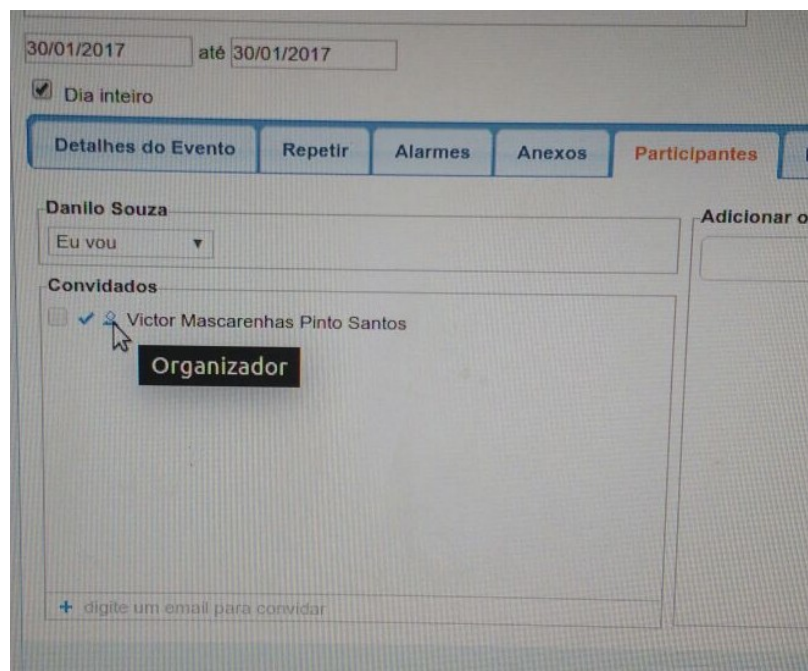 30/01/2017 até 30/01/2017
Dia inteiro
Detalhes do Evento Repetir Alarmes Anexos Participantes
Danilo Souza
Eu vou
Adicionar o
Convidados
Victor Mascarenhas Pinto Santos
Organizador
+ digite um email para convidar